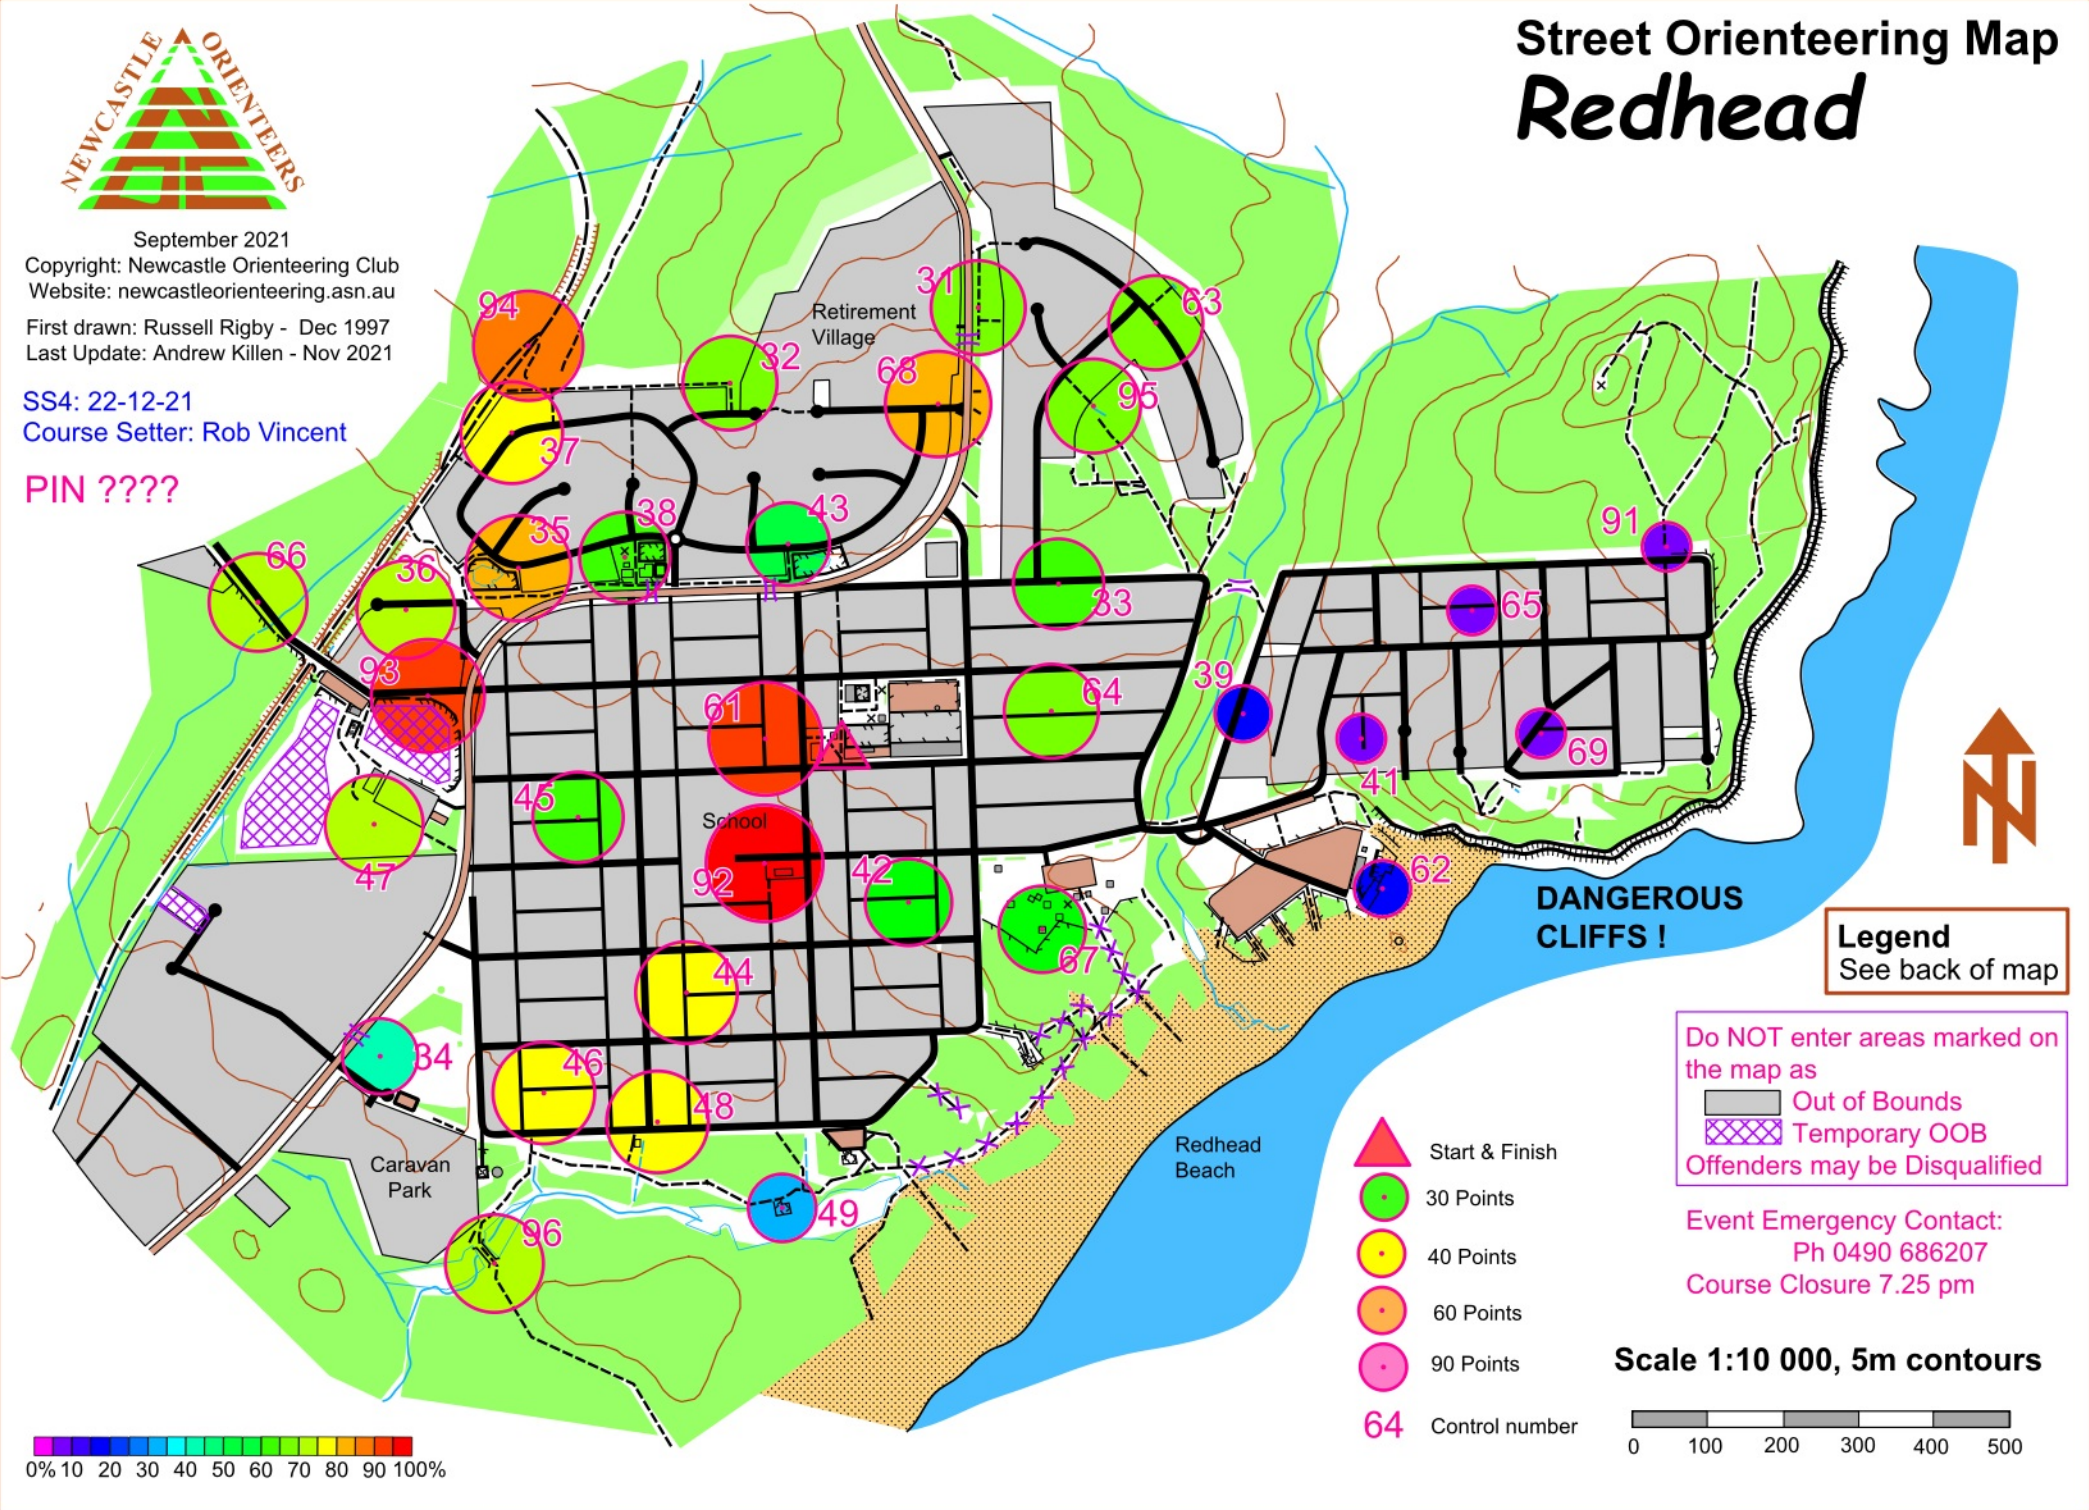 Street Orienteering Map
Redhead
NEWCASTLE ORIENTEERS
September 2021
Copyright: Newcastle Orienteering Club
Website: newcastleorienteering.asn.au
First drawn: Russell Rigby - Dec 1997
Last Update: Andrew Killen - Nov 2021
SS4: 22-12-21
Course Setter: Rob Vincent
PIN ????
94
31
63
Retirement
Village
32
68
95
37
35
38
43
66
36
33
91
65
93
61
64
39
69
41
45
School
47
92
42
62
67
44
34
46
48
49
96
Caravan
Park
Redhead
Beach
DANGEROUS
CLIFFS !
N
Legend
See back of map
Do NOT enter areas marked on
the map as
Out of Bounds
Temporary OOB
Offenders may be Disqualified
Event Emergency Contact:
Ph 0490 686207
Course Closure 7.25 pm
Start & Finish
30 Points
40 Points
60 Points
90 Points
64 Control number
Scale 1:10 000, 5m contours
0 100 200 300 400 500
0% 10 20 30 40 50 60 70 80 90 100%